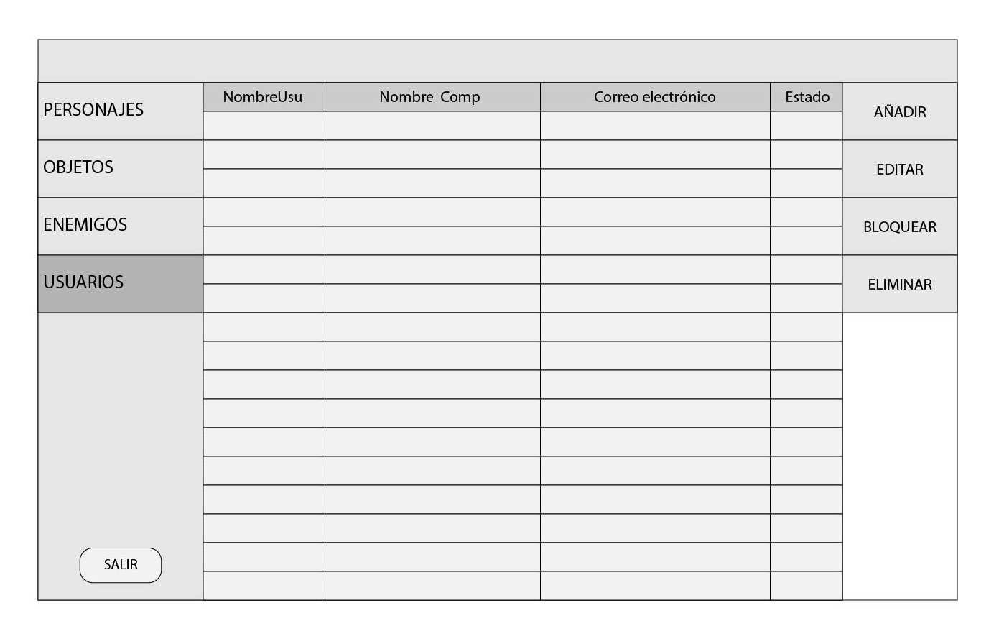 PERSONAJES
OBJETOS
ENEMIGOS
USUARIOS
SALIR
NombreUsu Nombre Comp Correo electrónico Estado
AÑADIR
EDITAR
BLOQUEAR
ELIMINAR